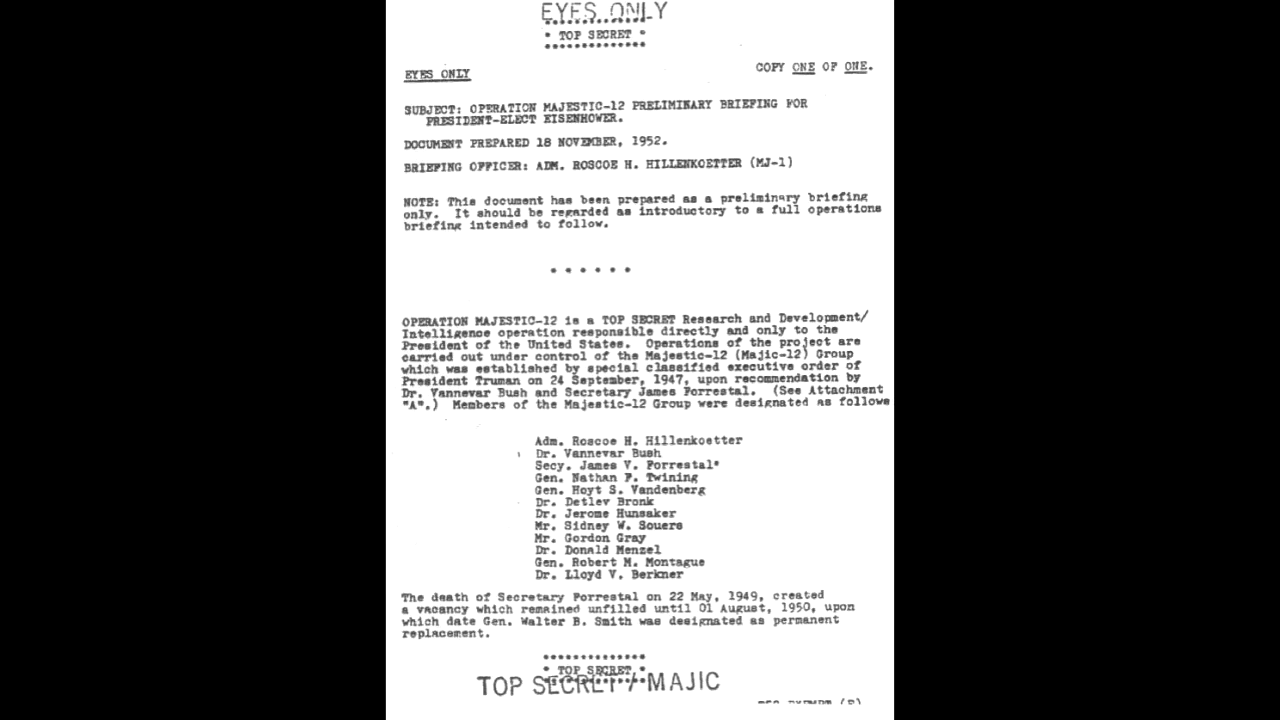 EYES ONLY
* TOP SECRET *
EYES ONLY
COPY ONE OF ONE.
SUBJECT: OPERATION MAJESTIC-12 PRELIMINARY BRIEFING FOR
PRESIDENT-ELECT EISENHOWER.
DOCUMENT PREPARED 18 NOVEMBER, 1952.
BRIEFING OFFICER: ADM. ROSCOE H. HILLENKOETTER (MJ-1)
NOTE: This document has been prepared as a preliminary briefing
only. It should be regarded as introductory to a full operations
briefing intended to follow.
* * * * * *
OPERATION MAJESTIC-12 is a TOP SECRET Research and Development/
Intelligence operation responsible directly and only to the
President of the United States. Operations of the project are
carried out under control of the Majestic-12 (Majic-12) Group
which was established by special classified executive order of
President Truman on 24 September, 1947, upon recommendation by
Dr. Vannevar Bush and Secretary James Forrestal. (See Attachment
"A".) Members of the Majestic-12 Group were designated as follows
Adm. Roscoe H. Hillenkoetter
Dr. Vannevar Bush
Secy. James V. Forrestal*
Gen. Nathan F. Twining
Gen. Hoyt S. Vandenberg
Dr. Detlev Bronk
Dr. Jerome Hunsaker
Mr. Sidney W. Souers
Mr. Gordon Gray
Dr. Donald Menzel
Gen. Robert M. Montague
Dr. Lloyd V. Berkner
The death of Secretary Forrestal on 22 May, 1949, created
a vacancy which remained unfilled until 01 August, 1950, upon
which date Gen. Walter B. Smith was designated as permanent
replacement.
* TOP SECRET *
TOP SECRET / MAJIC